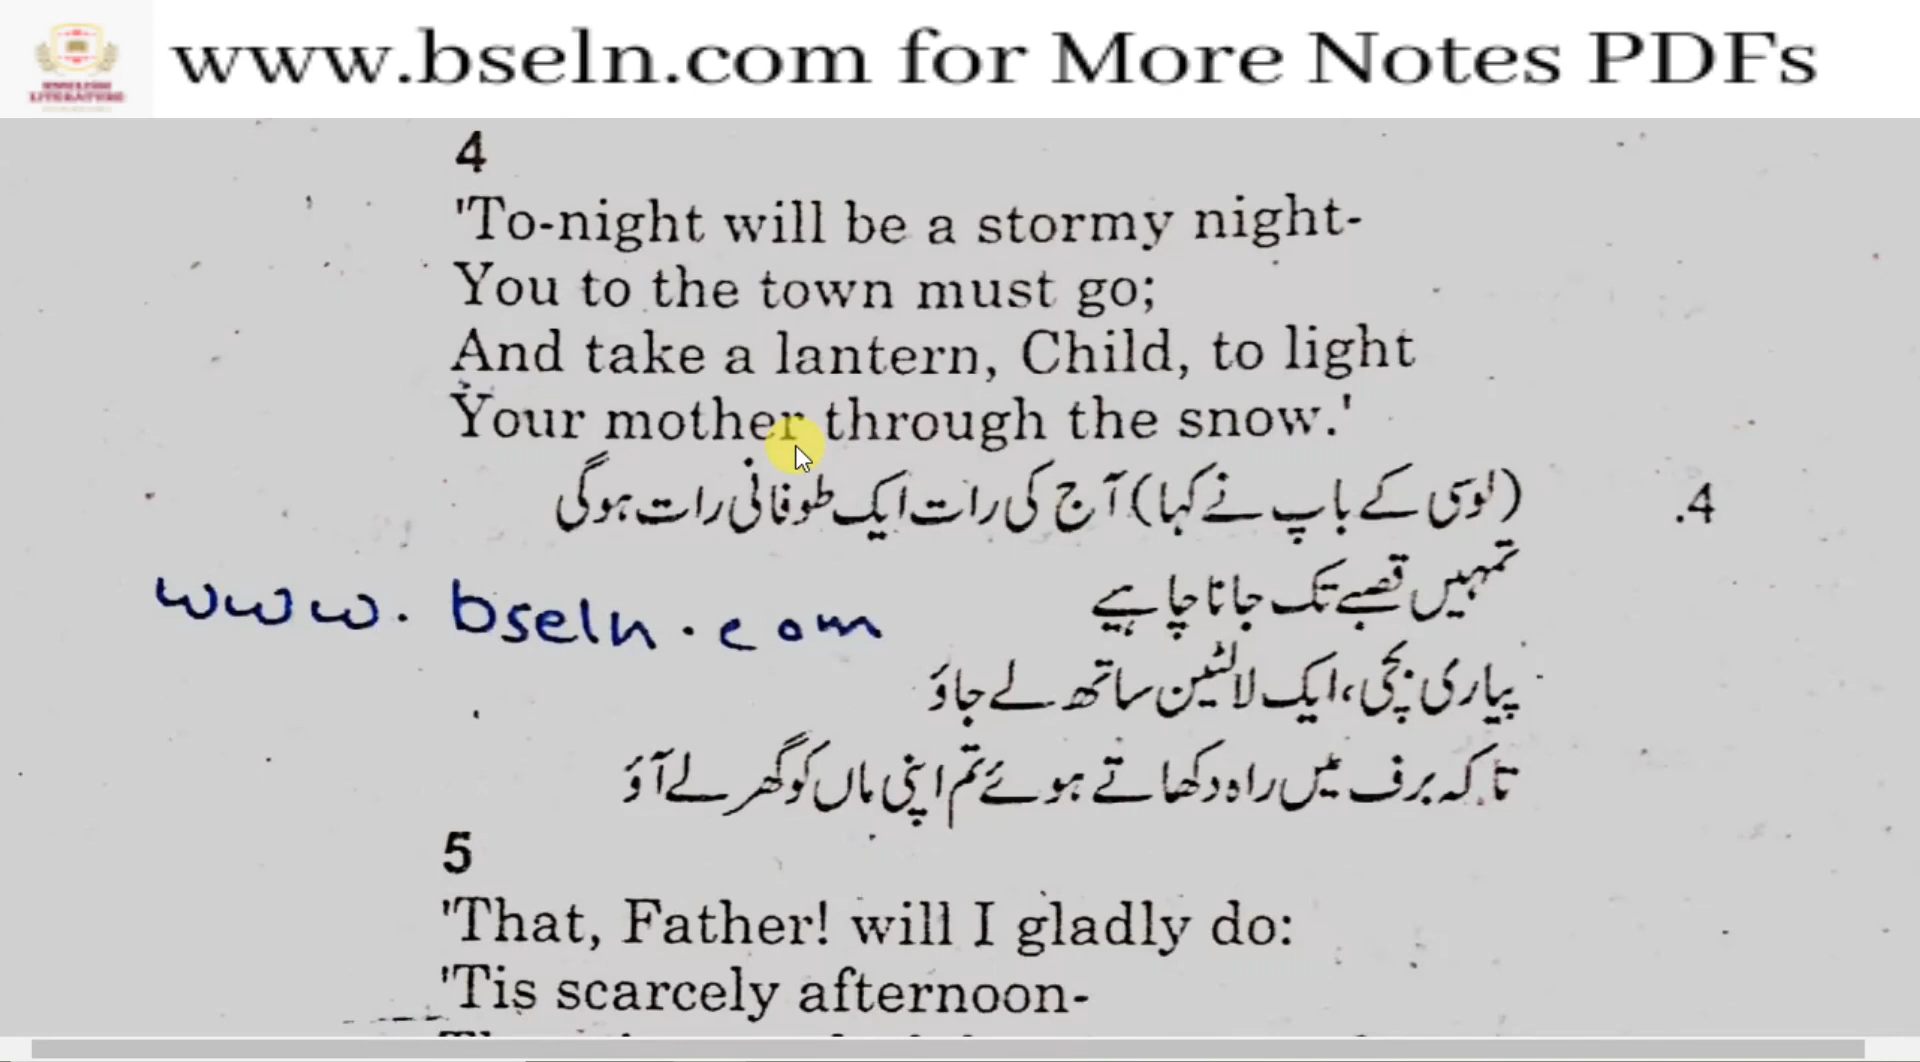 www.bseln.com for More Notes PDFs
LITERATURE
4
'To-night will be a stormy night-
You to the town must go;
And take a lantern, Child, to light
Your mother through the snow.'
4. (لوسی کے باپ نے کہا) آج کی رات ایک طوفانی رات ہوگی
تمہیں قصبے تک جانا چاہیے
www.bseln.com
پیاری بچی، ایک لالٹین ساتھ لے جاؤ
تاکہ برف میں راہ دکھاتے ہوئے تم اپنی ماں کو گھر لے آؤ
5
'That, Father! will I gladly do:
'Tis scarcely afternoon-